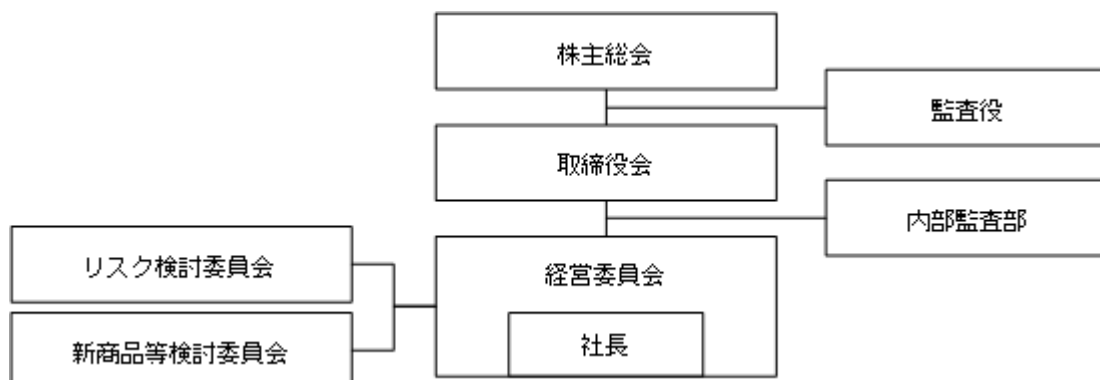 株主総会
監査役
取締役会
内部監査部
リスク検討委員会
経営委員会
新商品等検討委員会
社長